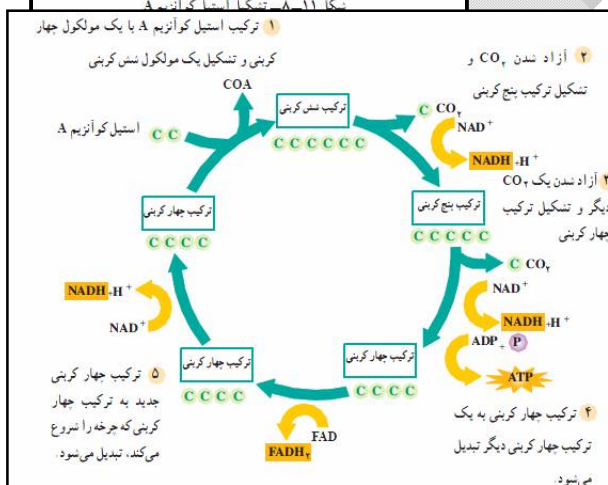 شکل ۱۱ــ۸ــ تشکیل استیل کوآنزیم A
۱ ترکیب استیل کوآنزیم A با یک مولکول چهار
کربنی و تشکیل یک مولکول شش کربنی
۲ آزاد شدن CO۲ و
تشکیل ترکیب پنج کربنی
COA
ترکیب شش کربنی
C C C C C C
C CO۲
NAD+
NADH +H+
استیل کوآنزیم A
C C
۳ آزاد شدن یک CO۲
دیگر و تشکیل ترکیب
چهار کربنی
ترکیب پنج کربنی
C C C C C
C CO۲
NAD+
NADH +H+
ADP + P
ATP
ترکیب چهار کربنی
C C C C
NADH +H+
NAD+
ترکیب چهار کربنی
C C C C
ترکیب چهار کربنی
C C C C
FAD
FADH۲
۴ ترکیب چهار کربنی به یک
ترکیب چهار کربنی دیگر تبدیل
می‌شود.
۵ ترکیب چهار کربنی
جدید به ترکیب چهار
کربنی که چرخه را شروع
می‌کند، تبدیل می‌شود.